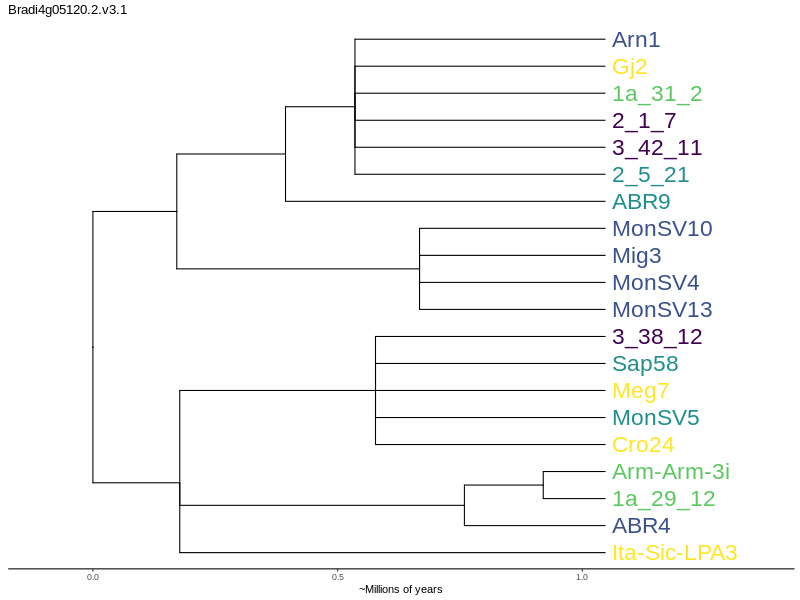 Bradi4g05120.2.v3.1
Arn1
Gj2
1a_31_2
2_1_7
3_42_11
2_5_21
ABR9
MonSV10
Mig3
MonSV4
MonSV13
3_38_12
Sap58
Meg7
MonSV5
Cro24
Arm-Arm-3i
1a_29_12
ABR4
Ita-Sic-LPA3
0.0 0.5 1.0
~Millions of years